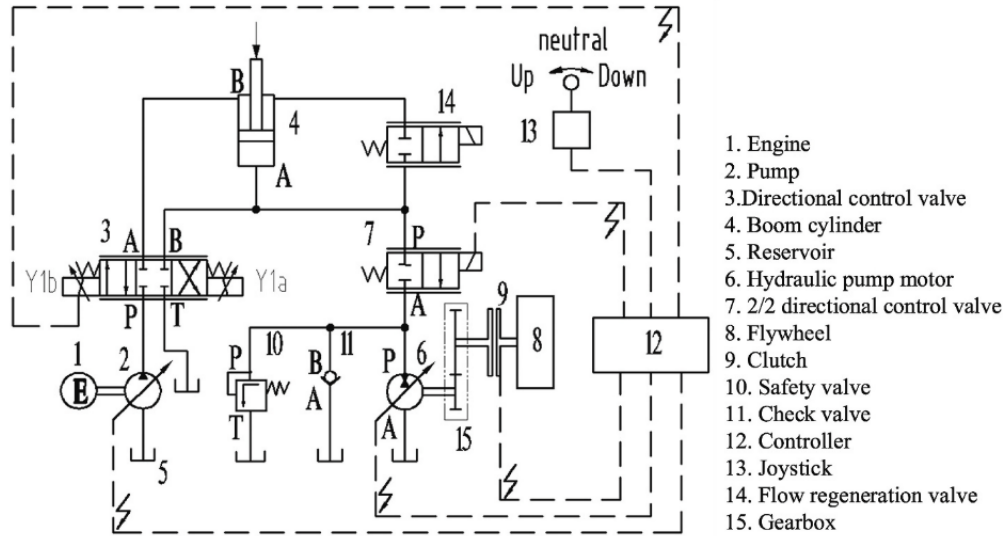 neutral
Up Down
B
14
4
13
A
3 A B
7 P
Y1b Y1a
P T
A
9
1 2
10 11
8 12
E
P B P 6
A
T A
5
15
1. Engine
2. Pump
3.Directional control valve
4. Boom cylinder
5. Reservoir
6. Hydraulic pump motor
7. 2/2 directional control valve
8. Flywheel
9. Clutch
10. Safety valve
11. Check valve
12. Controller
13. Joystick
14. Flow regeneration valve
15. Gearbox